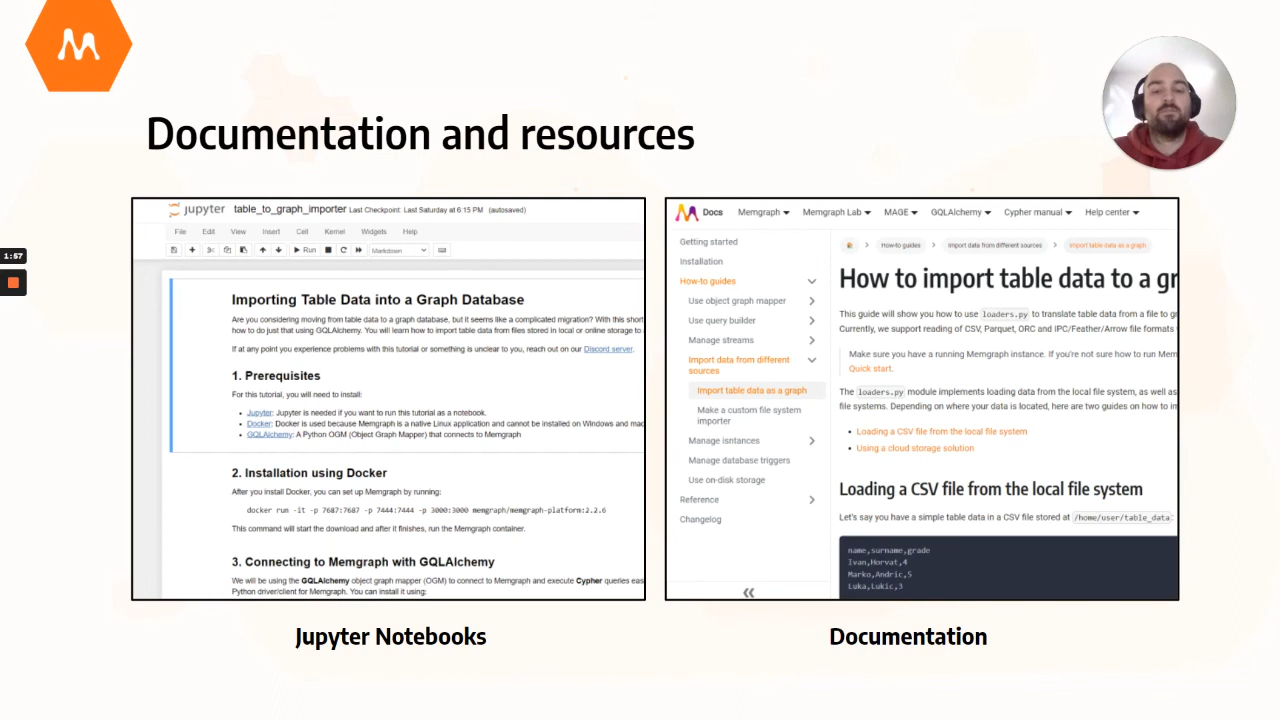 Documentation and resources
1:57
jupyter table_to_graph_importer Last Checkpoint: Last Saturday at 6:15 PM (autosaved)
File Edit View Insert Cell Kernel Widgets Help
Run Markdown
Importing Table Data into a Graph Database
Are you considering moving from table data to a graph database, but it seems like a complicated migration? With this short
how to do just that using GQLAlchemy. You will learn how to import table data from files stored in local or online storage to
If at any point you experience problems with this tutorial or something is unclear to you, reach out on our Discord server.
1. Prerequisites
For this tutorial, you will need to install:
• Jupyter: Jupyter is needed if you want to run this tutorial as a notebook.
• Docker: Docker is used because Memgraph is a native Linux application and cannot be installed on Windows and mac
• GQLAlchemy: A Python OGM (Object Graph Mapper) that connects to Memgraph
2. Installation using Docker
After you install Docker, you can set up Memgraph by running:
docker run -it -p 7687:7687 -p 7444:7444 -p 3000:3000 memgraph/memgraph-platform:2.2.6
This command will start the download and after it finishes, run the Memgraph container.
3. Connecting to Memgraph with GQLAlchemy
We will be using the GQLAlchemy object graph mapper (OGM) to connect to Memgraph and execute Cypher queries eas
Python driver/client for Memgraph. You can install it using:
Jupyter Notebooks
Docs Memgraph Memgraph Lab MAGE GQLAlchemy Cypher manual Help center
Getting started
Installation
How-to guides
Use object graph mapper
Use query builder
Manage streams
Import data from different
sources
Import table data as a graph
Make a custom file system
importer
Manage isntances
Manage database triggers
Use on-disk storage
Reference
Changelog
How-to guides Import data from different sources Import table data as a graph
How to import table data to a gr
This guide will show you how to use loaders.py to translate table data from a file to gr
Currently, we support reading of CSV, Parquet, ORC and IPC/Feather/Arrow file formats
Make sure you have a running Memgraph instance. If you're not sure how to run Mem
Quick start.
The loaders.py module implements loading data from the local file system, as well as
file systems. Depending on where your data is located, here are two guides on how to im
• Loading a CSV file from the local file system
• Using a cloud storage solution
Loading a CSV file from the local file system
Let's say you have a simple table data in a CSV file stored at /home/user/table_data:
name,surname,grade
Ivan,Horvat,4
Marko,Andric,5
Luka,Lukic,3
Documentation